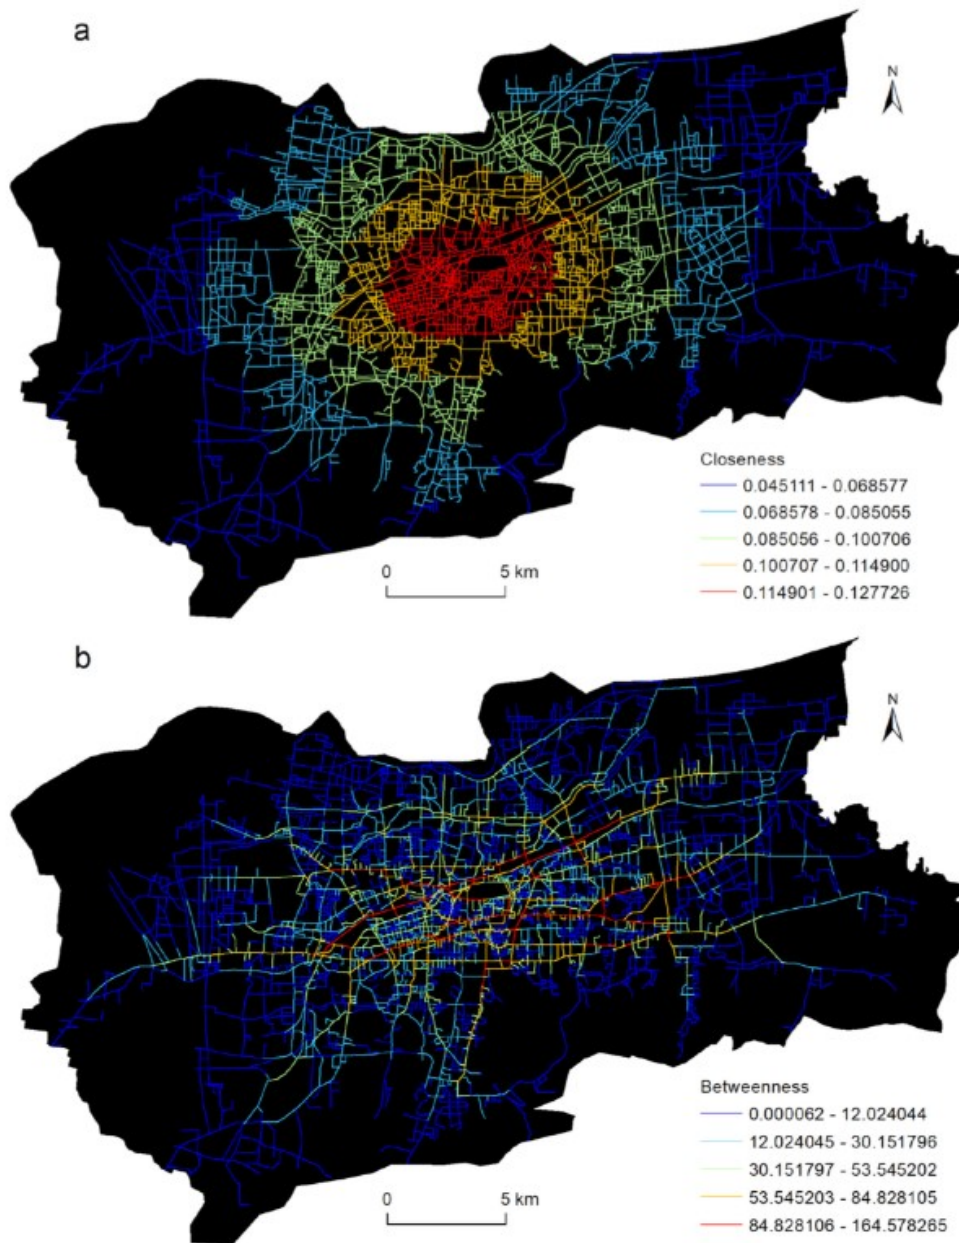 a
N
Closeness
0.045111 - 0.068577
0.068578 - 0.085055
0.085056 - 0.100706
0.100707 - 0.114900
0.114901 - 0.127726
0 5 km
b
N
Betweenness
0.000062 - 12.024044
12.024045 - 30.151796
30.151797 - 53.545202
53.545203 - 84.828105
84.828106 - 164.578265
0 5 km